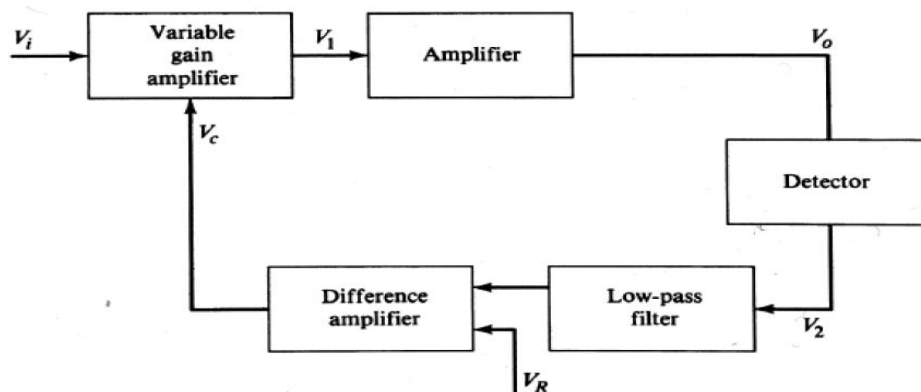 V_i
Variable
gain
amplifier
V_1
Amplifier
V_o
V_c
Detector
Difference
amplifier
Low-pass
filter
V_2
V_R